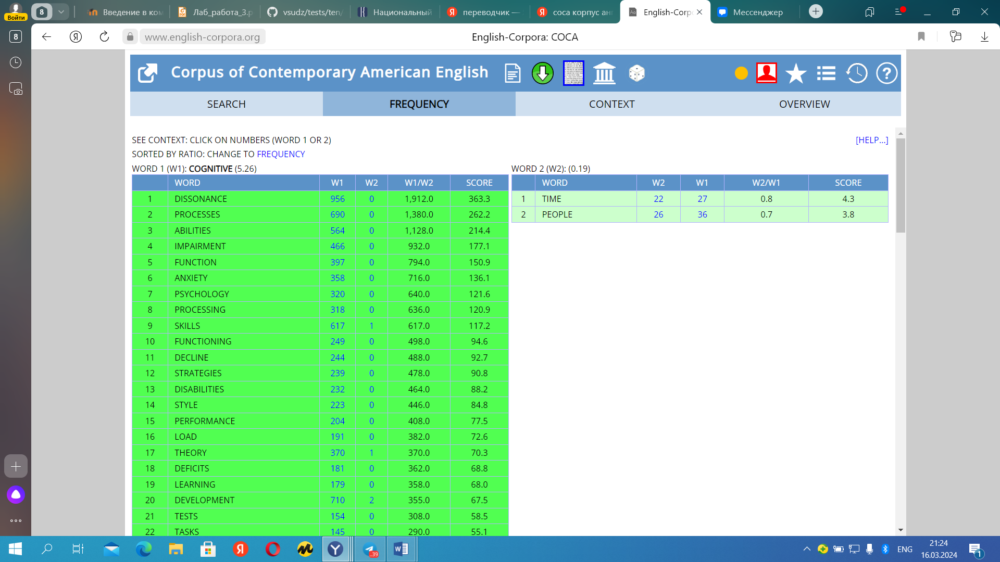 Войти
8
Введение в ком
Лаб_работа_3.p
vsudz/tests/ten/
Национальный
переводчик —
coca корпус анг
English-Corp
Мессенджер
8
www.english-corpora.org
English-Corpora: COCA
Corpus of Contemporary American English
SEARCH FREQUENCY CONTEXT OVERVIEW
SEE CONTEXT: CLICK ON NUMBERS (WORD 1 OR 2) [HELP...]
SORTED BY RATIO: CHANGE TO FREQUENCY
WORD 1 (W1): COGNITIVE (5.26)
WORD W1 W2 W1/W2 SCORE
1 DISSONANCE 956 0 1,912.0 363.3
2 PROCESSES 690 0 1,380.0 262.2
3 ABILITIES 564 0 1,128.0 214.4
4 IMPAIRMENT 466 0 932.0 177.1
5 FUNCTION 397 0 794.0 150.9
6 ANXIETY 358 0 716.0 136.1
7 PSYCHOLOGY 320 0 640.0 121.6
8 PROCESSING 318 0 636.0 120.9
9 SKILLS 617 1 617.0 117.2
10 FUNCTIONING 249 0 498.0 94.6
11 DECLINE 244 0 488.0 92.7
12 STRATEGIES 239 0 478.0 90.8
13 DISABILITIES 232 0 464.0 88.2
14 STYLE 223 0 446.0 84.8
15 PERFORMANCE 204 0 408.0 77.5
16 LOAD 191 0 382.0 72.6
17 THEORY 370 1 370.0 70.3
18 DEFICITS 181 0 362.0 68.8
19 LEARNING 179 0 358.0 68.0
20 DEVELOPMENT 710 2 355.0 67.5
21 TESTS 154 0 308.0 58.5
22 TASKS 145 0 290.0 55.1
WORD 2 (W2): (0.19)
WORD W2 W1 W2/W1 SCORE
1 TIME 22 27 0.8 4.3
2 PEOPLE 26 36 0.7 3.8
..39
ENG
21:24
16.03.2024
1